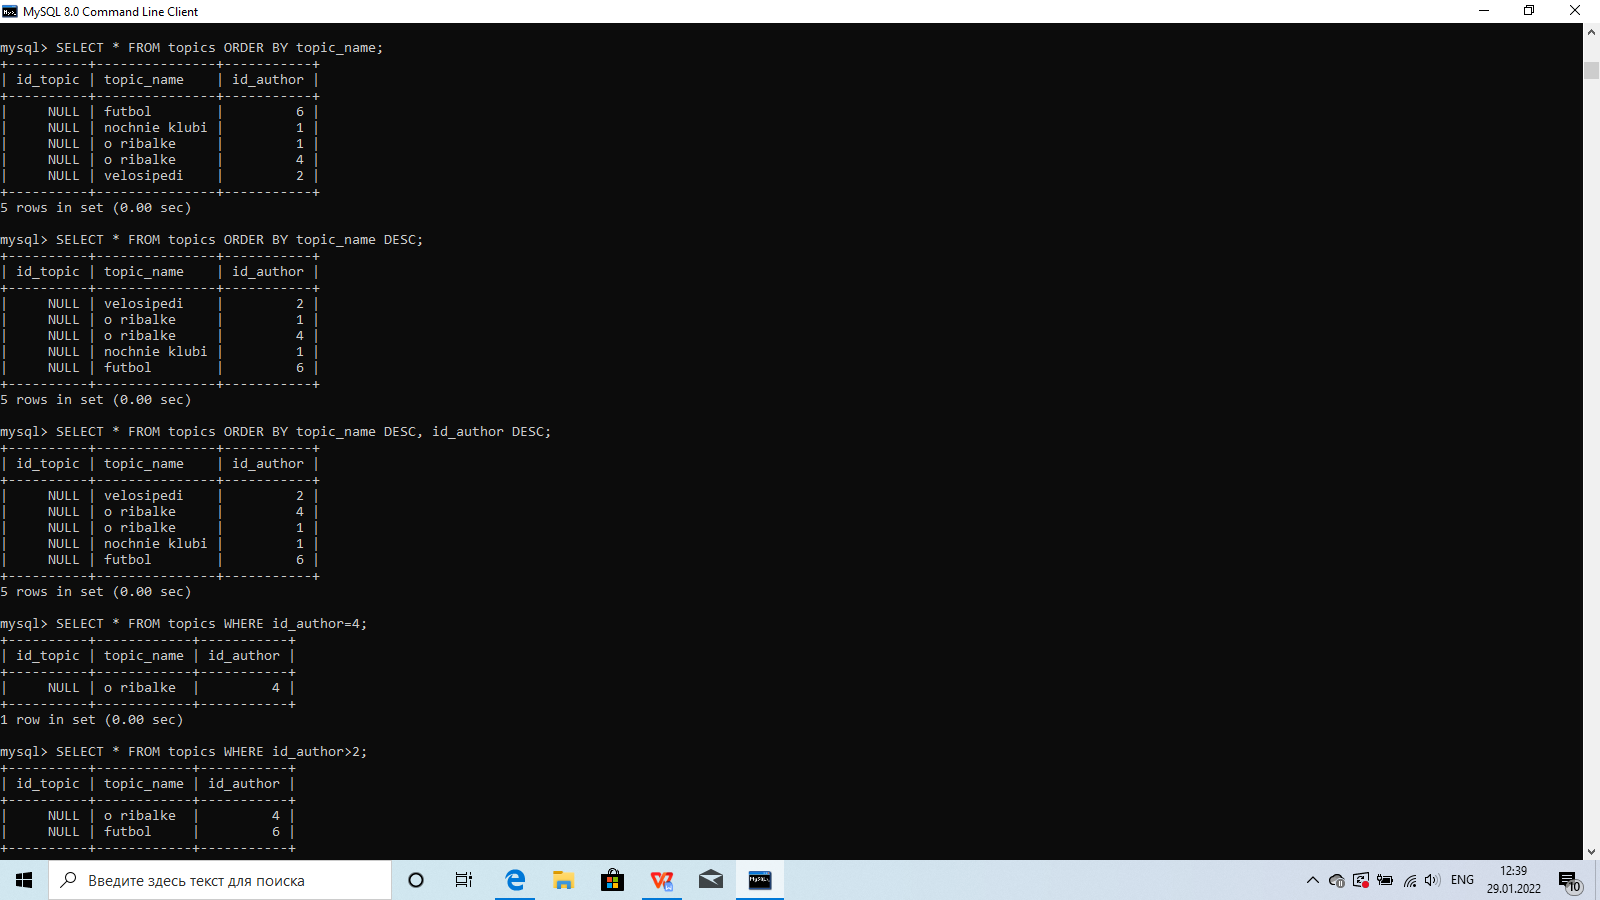 MySQL 8.0 Command Line Client
mysql> SELECT * FROM topics ORDER BY topic_name;
+----------+---------------+-----------+
| id_topic | topic_name    | id_author |
+----------+---------------+-----------+
|     NULL | futbol        |         6 |
|     NULL | nochnie klubi |         1 |
|     NULL | o ribalke     |         1 |
|     NULL | o ribalke     |         4 |
|     NULL | velosipedi    |         2 |
+----------+---------------+-----------+
5 rows in set (0.00 sec)
mysql> SELECT * FROM topics ORDER BY topic_name DESC;
+----------+---------------+-----------+
| id_topic | topic_name    | id_author |
+----------+---------------+-----------+
|     NULL | velosipedi    |         2 |
|     NULL | o ribalke     |         1 |
|     NULL | o ribalke     |         4 |
|     NULL | nochnie klubi |         1 |
|     NULL | futbol        |         6 |
+----------+---------------+-----------+
5 rows in set (0.00 sec)
mysql> SELECT * FROM topics ORDER BY topic_name DESC, id_author DESC;
+----------+---------------+-----------+
| id_topic | topic_name    | id_author |
+----------+---------------+-----------+
|     NULL | velosipedi    |         2 |
|     NULL | o ribalke     |         4 |
|     NULL | o ribalke     |         1 |
|     NULL | nochnie klubi |         1 |
|     NULL | futbol        |         6 |
+----------+---------------+-----------+
5 rows in set (0.00 sec)
mysql> SELECT * FROM topics WHERE id_author=4;
+----------+------------+-----------+
| id_topic | topic_name | id_author |
+----------+------------+-----------+
|     NULL | o ribalke  |         4 |
+----------+------------+-----------+
1 row in set (0.00 sec)
mysql> SELECT * FROM topics WHERE id_author>2;
+----------+------------+-----------+
| id_topic | topic_name | id_author |
+----------+------------+-----------+
|     NULL | o ribalke  |         4 |
|     NULL | futbol     |         6 |
+----------+------------+-----------+
Введите здесь текст для поиска
ENG
12:39
29.01.2022
10